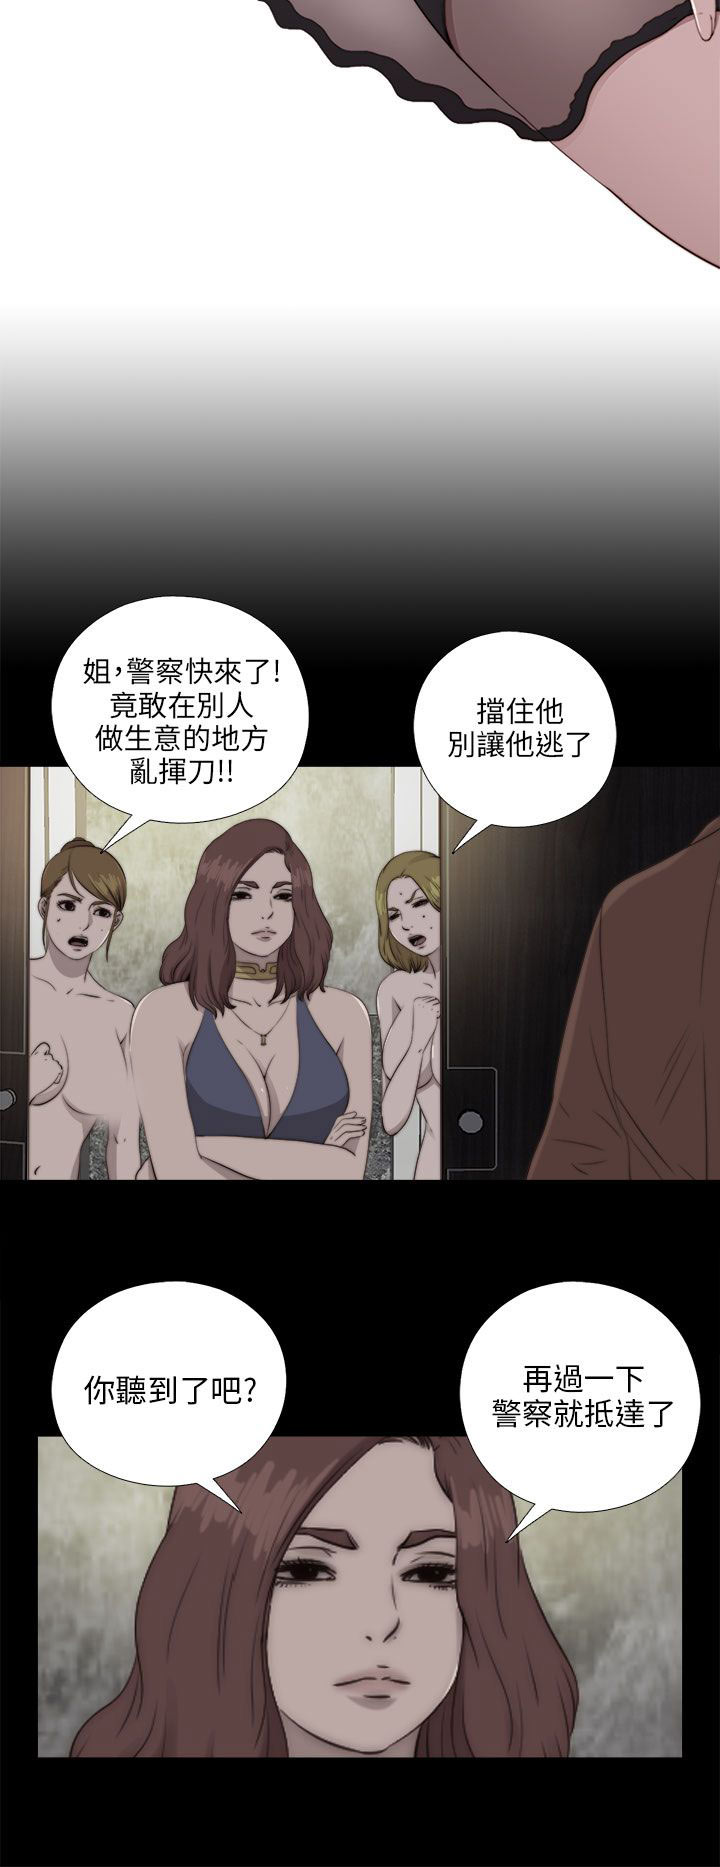 姐,警察快來了!
竟敢在別人
做生意的地方
亂揮刀!!
擋住他
別讓他逃了
你聽到了吧?
再過一下
警察就抵達了